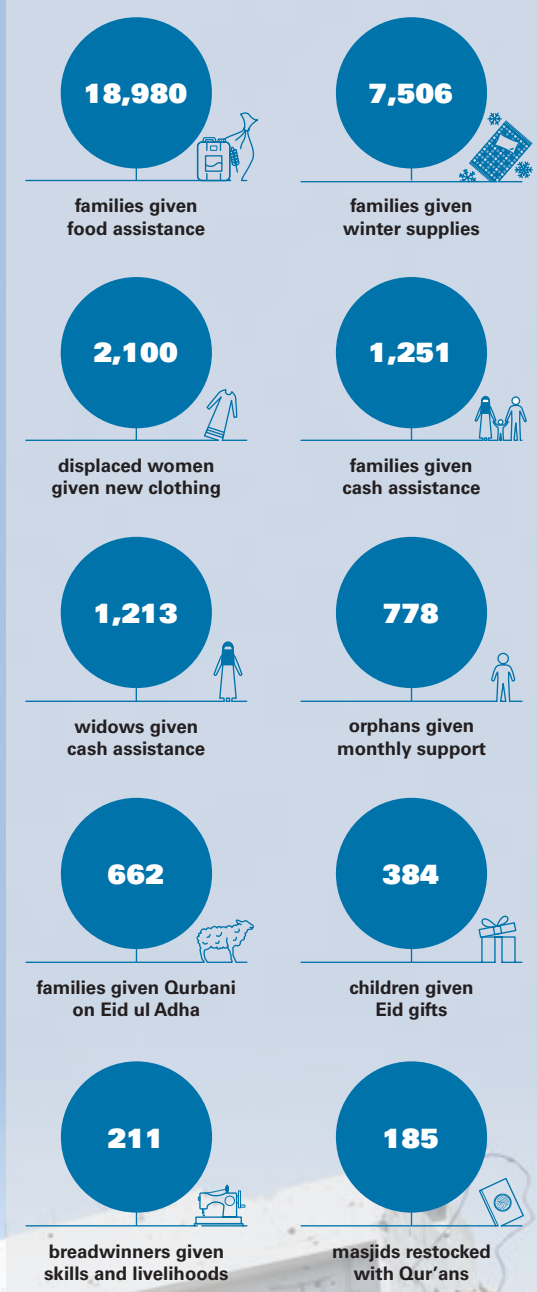 18,980
families given
food assistance
7,506
families given
winter supplies
2,100
displaced women
given new clothing
1,251
families given
cash assistance
1,213
widows given
cash assistance
778
orphans given
monthly support
662
families given Qurbani
on Eid ul Adha
384
children given
Eid gifts
211
breadwinners given
skills and livelihoods
185
masjids restocked
with Qur’ans